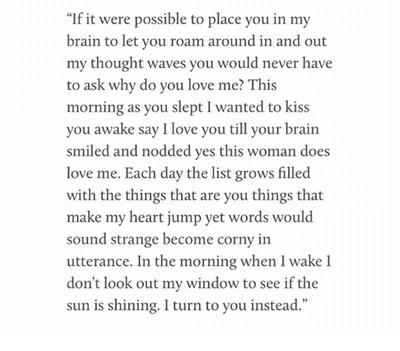 “If it were possible to place you in my
brain to let you roam around in and out
my thought waves you would never have
to ask why do you love me? This
morning as you slept I wanted to kiss
you awake say I love you till your brain
smiled and nodded yes this woman does
love me. Each day the list grows filled
with the things that are you things that
make my heart jump yet words would
sound strange become corny in
utterance. In the morning when I wake I
don’t look out my window to see if the
sun is shining. I turn to you instead.”